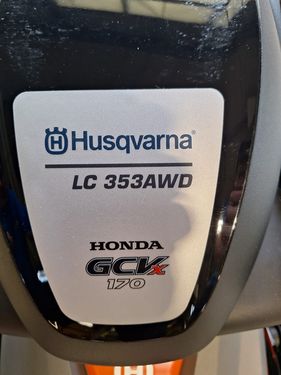 Husqvarna
LC 353AWD
HONDA
GCVx
170
H